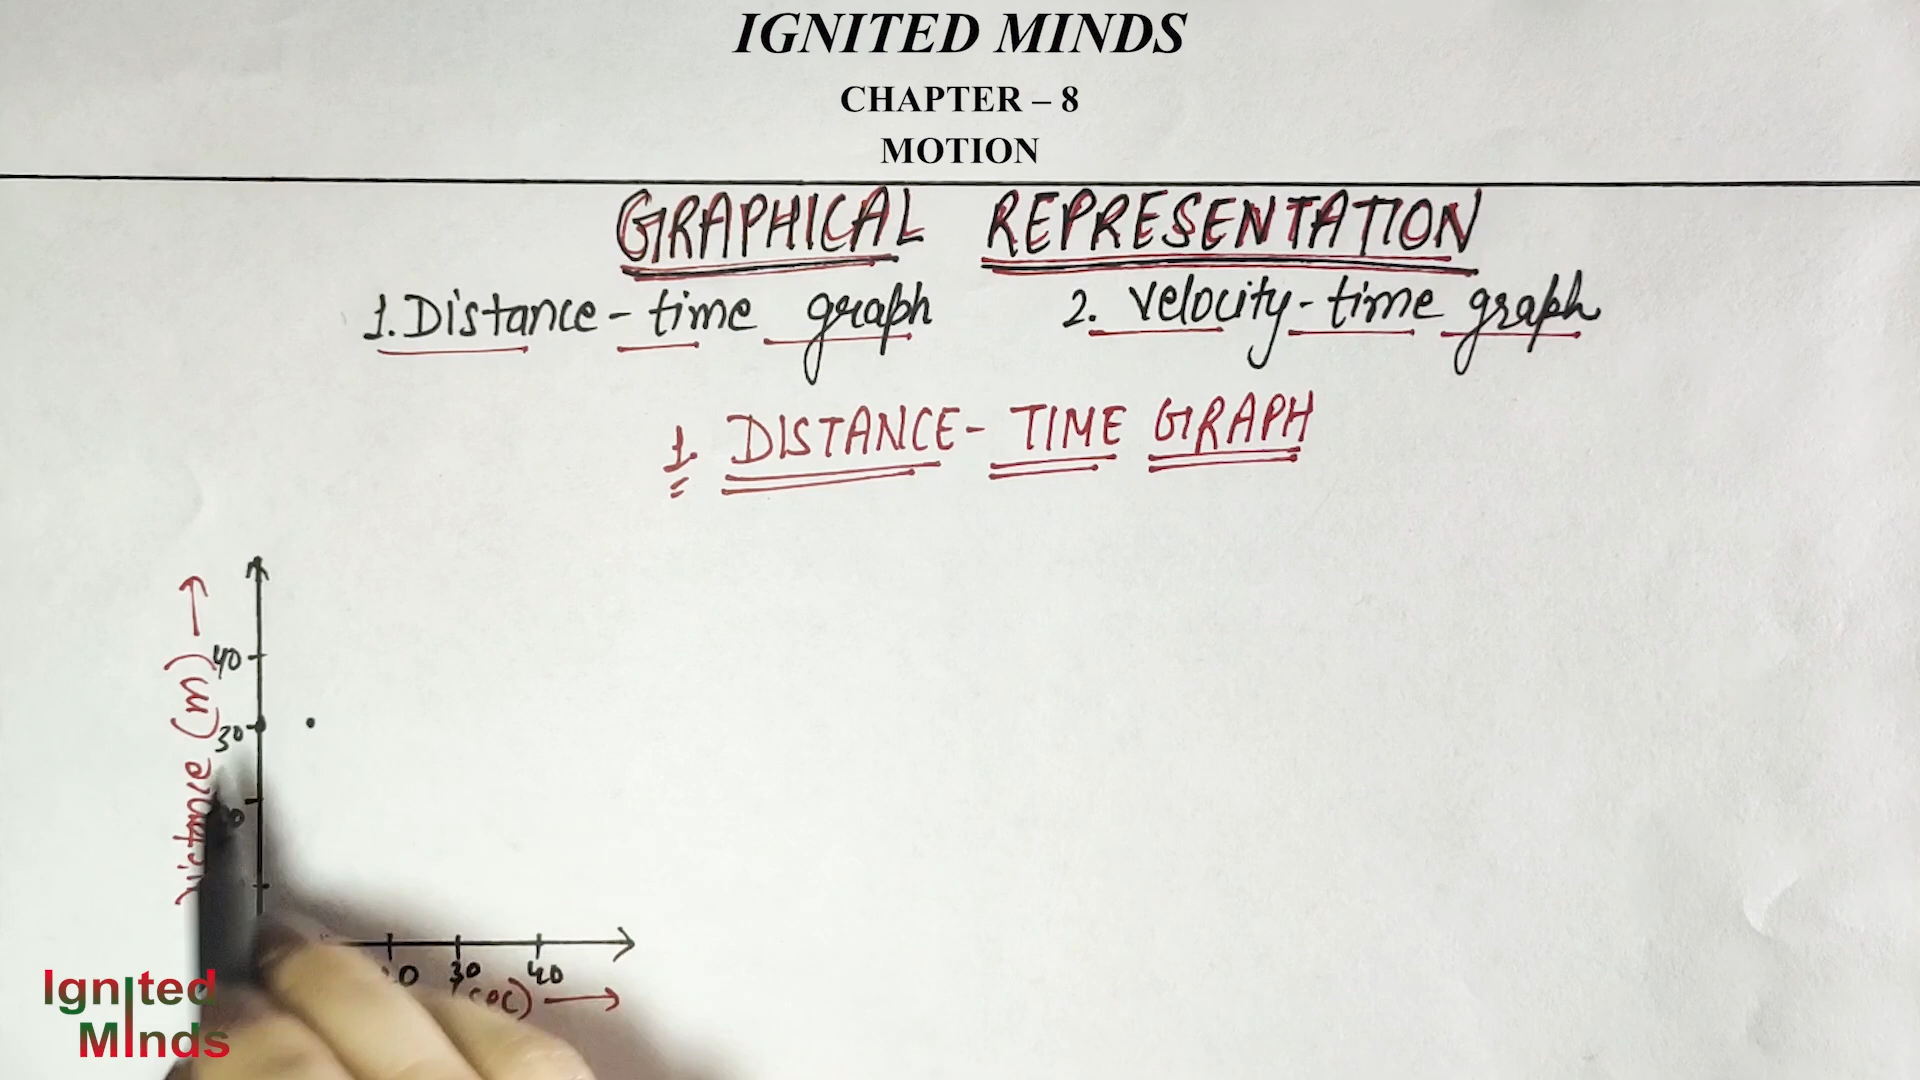 IGNITED MINDS
CHAPTER – 8
MOTION
GRAPHICAL REPRESENTATION
1. Distance - time graph
2. Velocity - time graph
1. DISTANCE - TIME GRAPH
40
30
Distance (m) →
30 40
Ignited
Minds